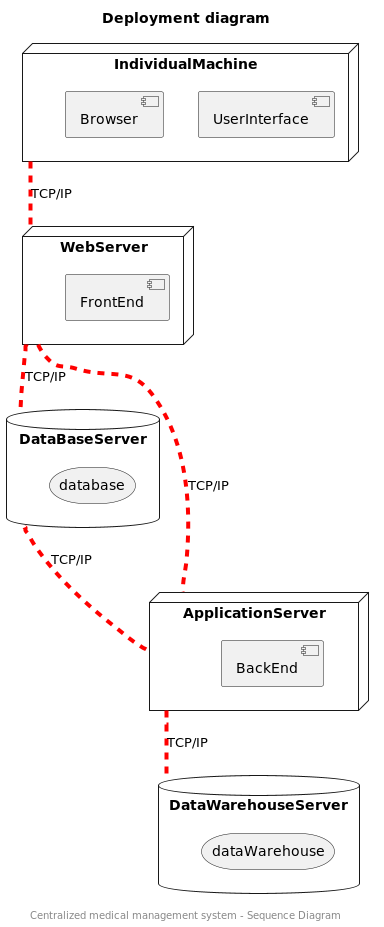 Deployment diagram
IndividualMachine
Browser
UserInterface
TCP/IP
WebServer
FrontEnd
TCP/IP
DataBaseServer
database
TCP/IP
TCP/IP
ApplicationServer
BackEnd
TCP/IP
DataWarehouseServer
dataWarehouse
Centralized medical management system - Sequence Diagram